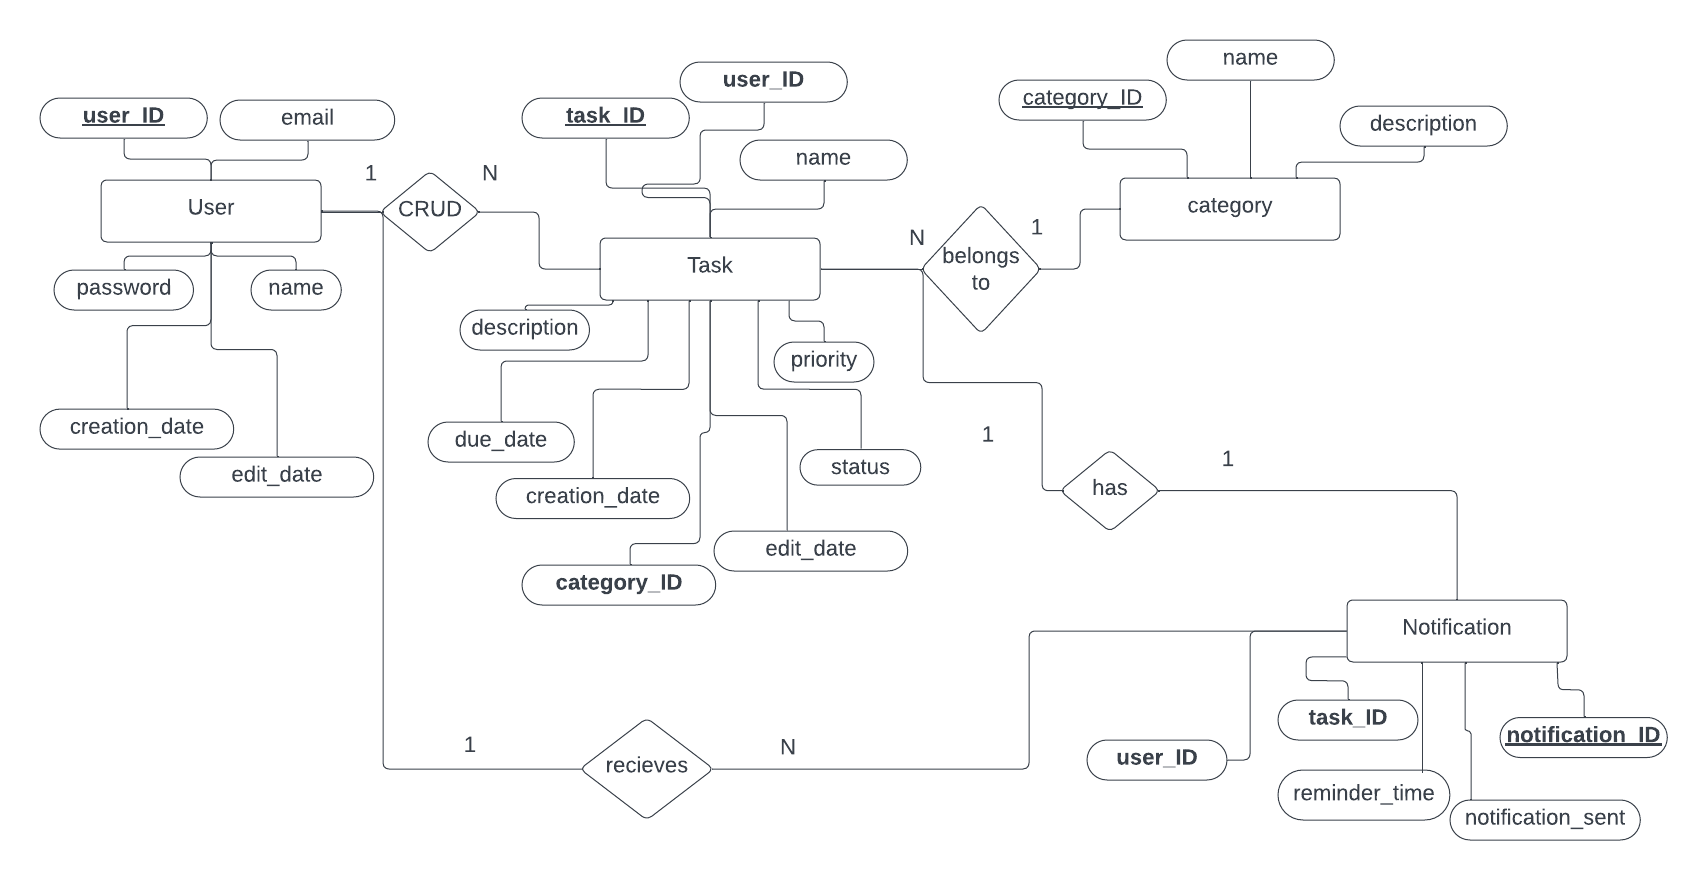 name
user_ID
category_ID
user_ID
email
task_ID
description
name
1
N
User
CRUD
category
N
1
Task
belongs
to
password
name
description
priority
creation_date
due_date
status
1
1
edit_date
creation_date
has
edit_date
category_ID
Notification
task_ID
notification_ID
1
N
user_ID
recieves
reminder_time
notification_sent